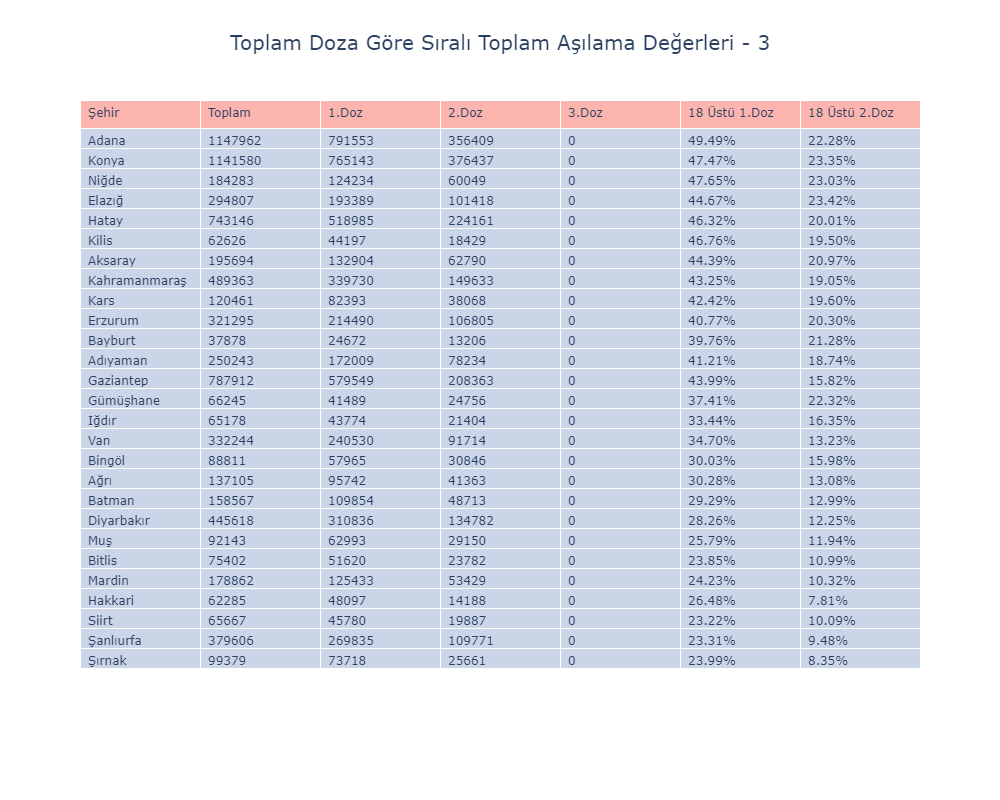 Toplam Doza Göre Sıralı Toplam Aşılama Değerleri - 3
Şehir Toplam 1.Doz 2.Doz 3.Doz 18 Üstü 1.Doz 18 Üstü 2.Doz
Adana 1147962 791553 356409 0 49.49% 22.28%
Konya 1141580 765143 376437 0 47.47% 23.35%
Niğde 184283 124234 60049 0 47.65% 23.03%
Elazığ 294807 193389 101418 0 44.67% 23.42%
Hatay 743146 518985 224161 0 46.32% 20.01%
Kilis 62626 44197 18429 0 46.76% 19.50%
Aksaray 195694 132904 62790 0 44.39% 20.97%
Kahramanmaraş 489363 339730 149633 0 43.25% 19.05%
Kars 120461 82393 38068 0 42.42% 19.60%
Erzurum 321295 214490 106805 0 40.77% 20.30%
Bayburt 37878 24672 13206 0 39.76% 21.28%
Adıyaman 250243 172009 78234 0 41.21% 18.74%
Gaziantep 787912 579549 208363 0 43.99% 15.82%
Gümüşhane 66245 41489 24756 0 37.41% 22.32%
Iğdır 65178 43774 21404 0 33.44% 16.35%
Van 332244 240530 91714 0 34.70% 13.23%
Bingöl 88811 57965 30846 0 30.03% 15.98%
Ağrı 137105 95742 41363 0 30.28% 13.08%
Batman 158567 109854 48713 0 29.29% 12.99%
Diyarbakır 445618 310836 134782 0 28.26% 12.25%
Muş 92143 62993 29150 0 25.79% 11.94%
Bitlis 75402 51620 23782 0 23.85% 10.99%
Mardin 178862 125433 53429 0 24.23% 10.32%
Hakkari 62285 48097 14188 0 26.48% 7.81%
Siirt 65667 45780 19887 0 23.22% 10.09%
Şanlıurfa 379606 269835 109771 0 23.31% 9.48%
Şırnak 99379 73718 25661 0 23.99% 8.35%